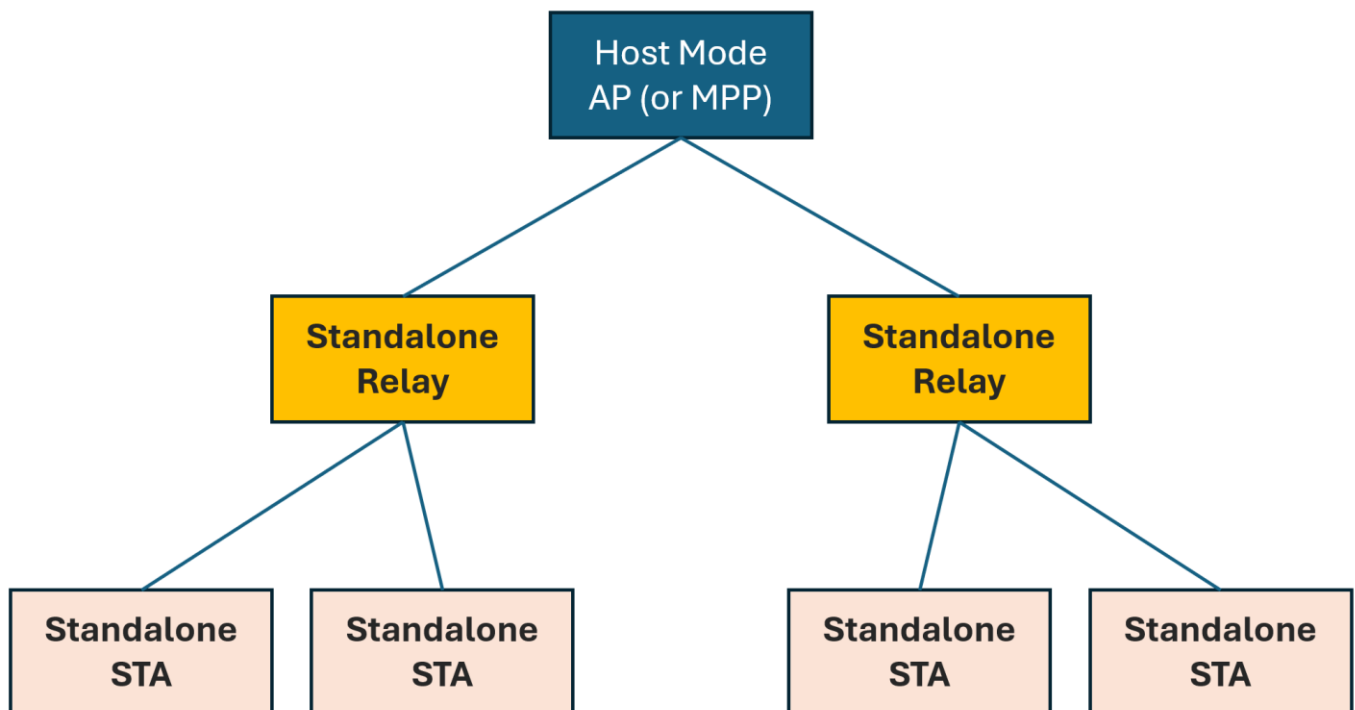 Host Mode
AP (or MPP)
Standalone
Relay
Standalone
Relay
Standalone
STA
Standalone
STA
Standalone
STA
Standalone
STA